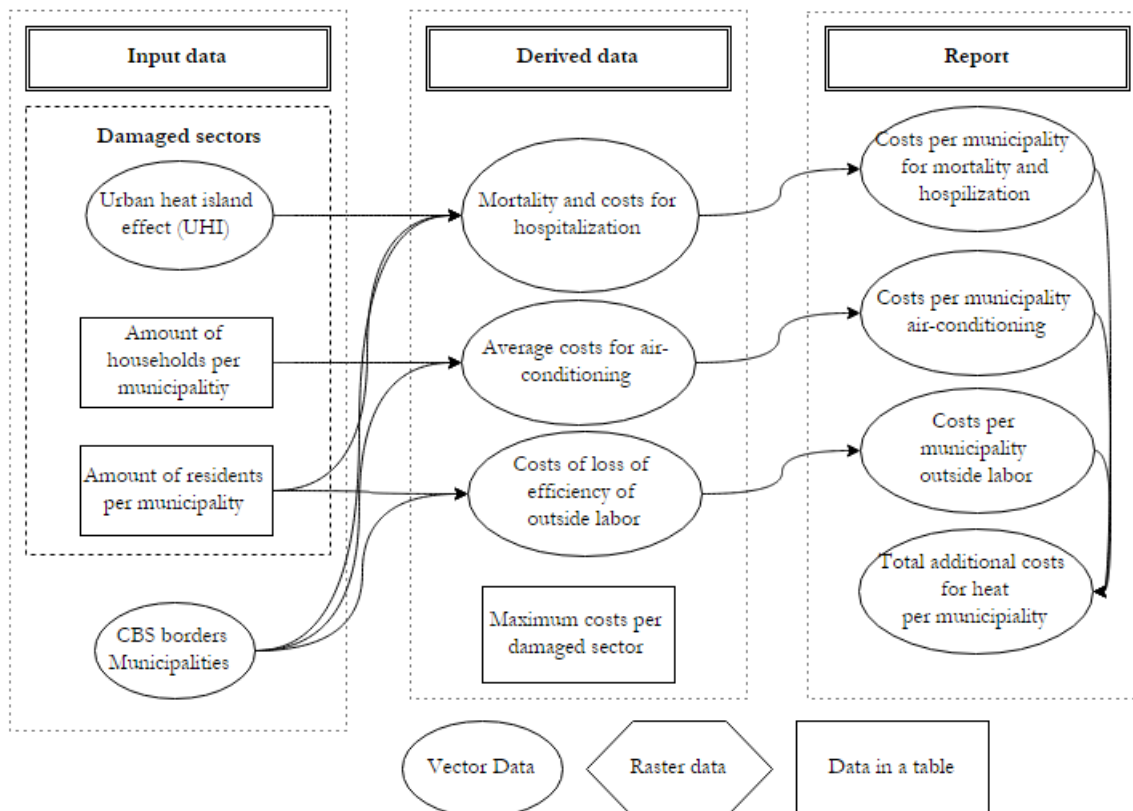 Input data
Damaged sectors
Urban heat island
effect (UHI)
Amount of
households per
municipalitiy
Amount of residents
per municipality
CBS borders
Municipalities
Derived data
Mortality and costs for
hospitalization
Average costs for air-
conditioning
Costs of loss of
efficiency of
outside labor
Maximum costs per
damaged sector
Report
Costs per municipality
for mortality and
hospilization
Costs per municipality
air-conditioning
Costs per
municipality
outside labor
Total additional costs
for heat
per municipiality
Vector Data
Raster data
Data in a table